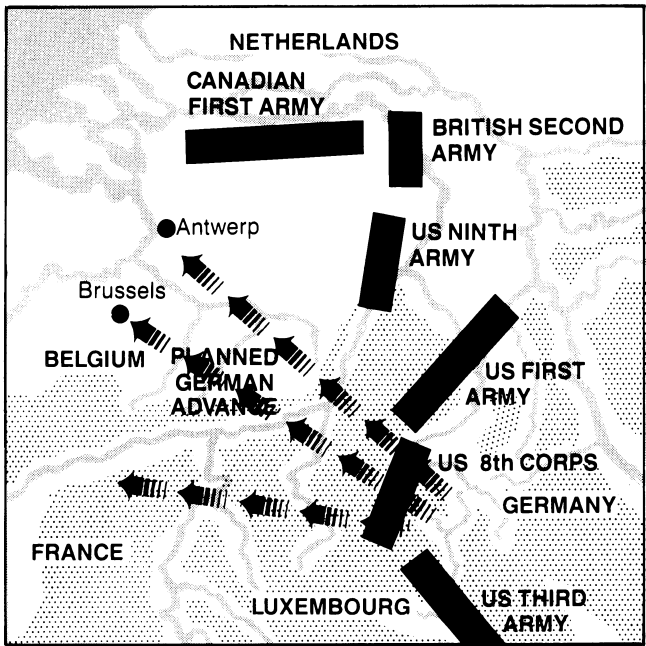 NETHERLANDS
CANADIAN
FIRST ARMY
BRITISH SECOND
ARMY
Antwerp
US NINTH
ARMY
Brussels
BELGIUM
PLANNED
GERMAN
ADVANCE
US FIRST
ARMY
US 8th CORPS
GERMANY
FRANCE
LUXEMBOURG
US THIRD
ARMY